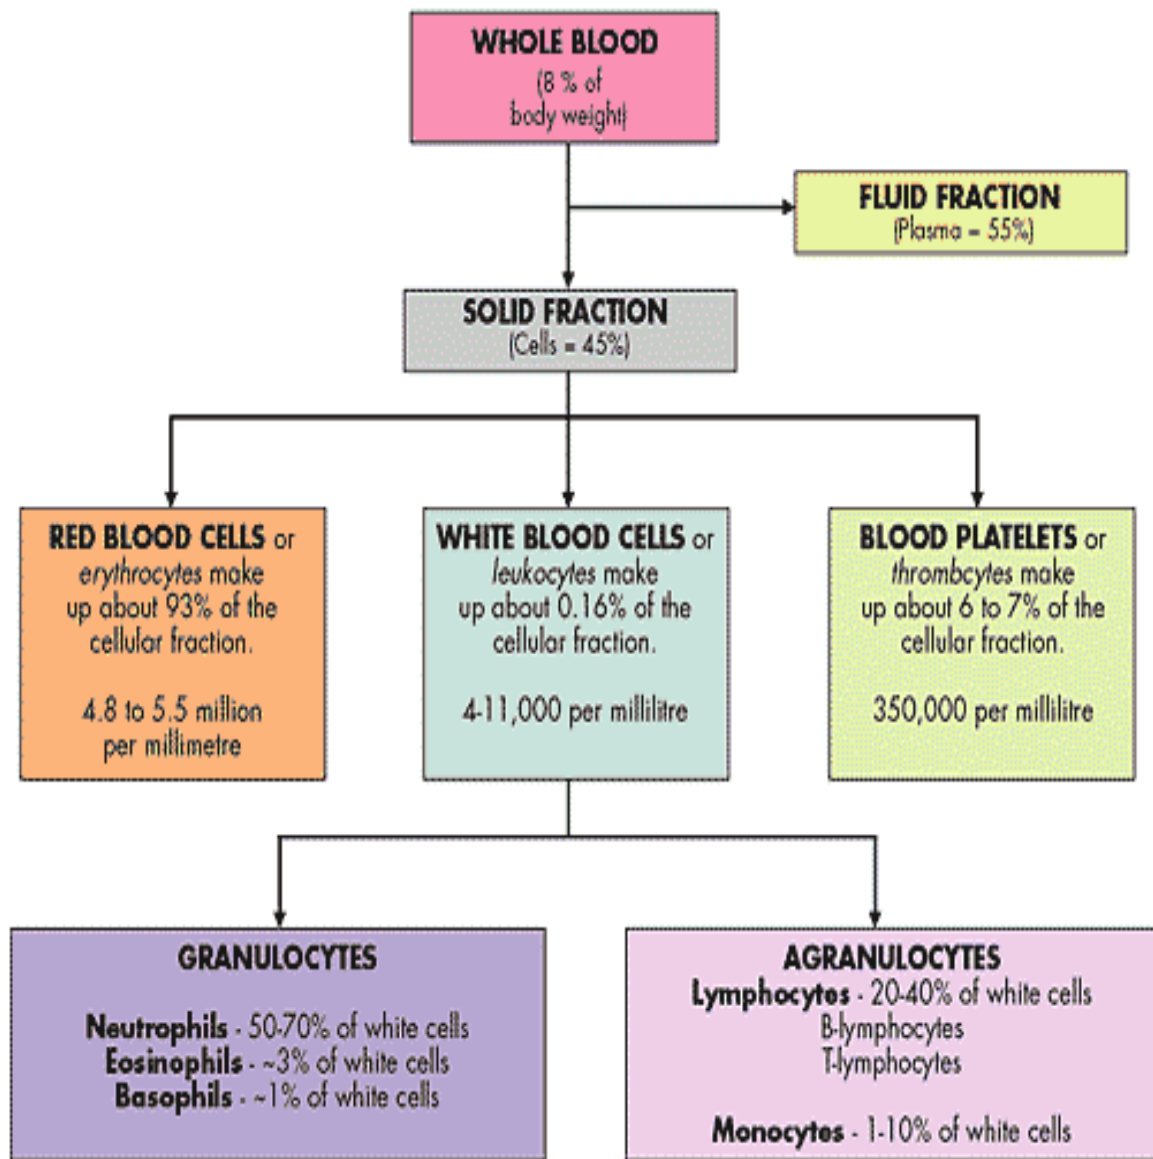 WHOLE BLOOD
(8 % of
body weight)
FLUID FRACTION
(Plasma = 55%)
SOLID FRACTION
(Cells = 45%)
RED BLOOD CELLS or
erythrocytes make
up about 93% of the
cellular fraction.
4.8 to 5.5 million
per millimetre
WHITE BLOOD CELLS or
leukocytes make
up about 0.16% of the
cellular fraction.
4-11,000 per millilitre
BLOOD PLATELETS or
thrombcytes make
up about 6 to 7% of the
cellular fraction.
350,000 per millilitre
GRANULOCYTES
Neutrophils - 50-70% of white cells
Eosinophils - ~3% of white cells
Basophils - ~1% of white cells
AGRANULOCYTES
Lymphocytes - 20-40% of white cells
B-lymphocytes
T-lymphocytes
Monocytes - 1-10% of white cells